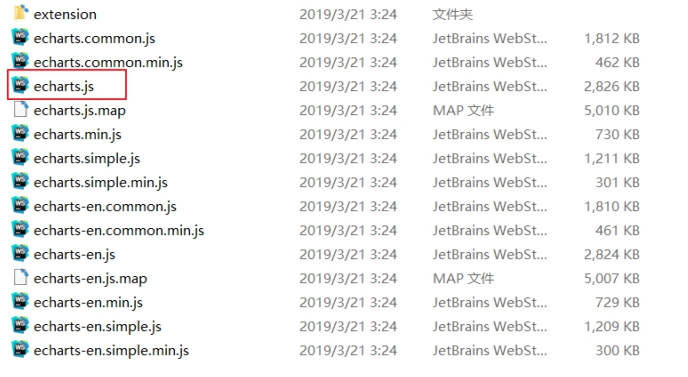 extension 2019/3/21 3:24 文件夹
echarts.common.js 2019/3/21 3:24 JetBrains WebSt... 1,812 KB
echarts.common.min.js 2019/3/21 3:24 JetBrains WebSt... 462 KB
echarts.js 2019/3/21 3:24 JetBrains WebSt... 2,826 KB
echarts.js.map 2019/3/21 3:24 MAP 文件 5,010 KB
echarts.min.js 2019/3/21 3:24 JetBrains WebSt... 730 KB
echarts.simple.js 2019/3/21 3:24 JetBrains WebSt... 1,211 KB
echarts.simple.min.js 2019/3/21 3:24 JetBrains WebSt... 301 KB
echarts-en.common.js 2019/3/21 3:24 JetBrains WebSt... 1,810 KB
echarts-en.common.min.js 2019/3/21 3:24 JetBrains WebSt... 461 KB
echarts-en.js 2019/3/21 3:24 JetBrains WebSt... 2,824 KB
echarts-en.js.map 2019/3/21 3:24 MAP 文件 5,007 KB
echarts-en.min.js 2019/3/21 3:24 JetBrains WebSt... 729 KB
echarts-en.simple.js 2019/3/21 3:24 JetBrains WebSt... 1,209 KB
echarts-en.simple.min.js 2019/3/21 3:24 JetBrains WebSt... 300 KB